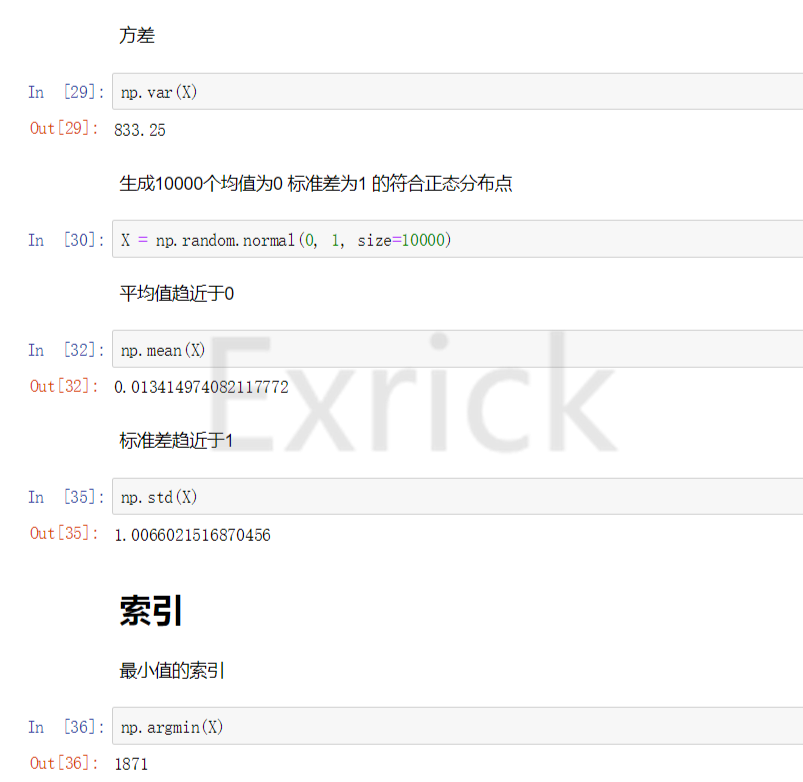 方差
In [29]: np.var(X)
Out[29]: 833.25
生成10000个均值为0 标准差为1 的符合正态分布点
In [30]: X = np.random.normal(0, 1, size=10000)
平均值趋近于0
In [32]: np.mean(X)
Out[32]: 0.013414974082117772
Exrick
标准差趋近于1
In [35]: np.std(X)
Out[35]: 1.0066021516870456
索引
最小值的索引
In [36]: np.argmin(X)
Out[36]: 1871